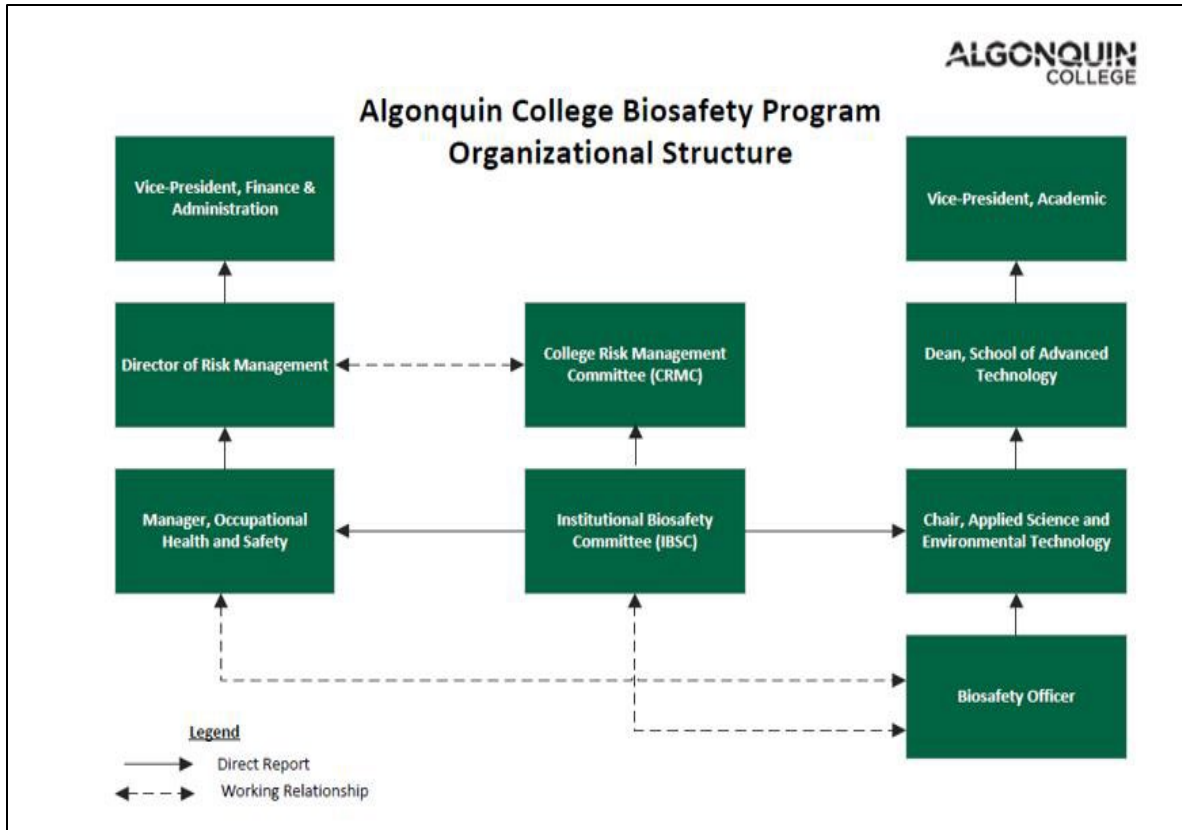 ALGONQUIN
COLLEGE
Algonquin College Biosafety Program
Organizational Structure
Vice-President, Finance &
Administration
Vice-President, Academic
Director of Risk Management
College Risk Management
Committee (CRMC)
Dean, School of Advanced
Technology
Manager, Occupational
Health and Safety
Institutional Biosafety
Committee (IBSC)
Chair, Applied Science and
Environmental Technology
Biosafety Officer
Legend
Direct Report
Working Relationship